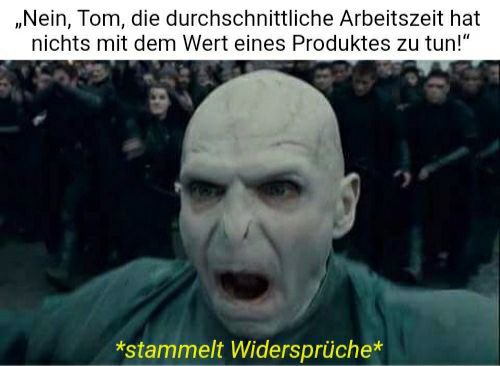 „Nein, Tom, die durchschnittliche Arbeitszeit hat
nichts mit dem Wert eines Produktes zu tun!“
*stammelt Widersprüche*